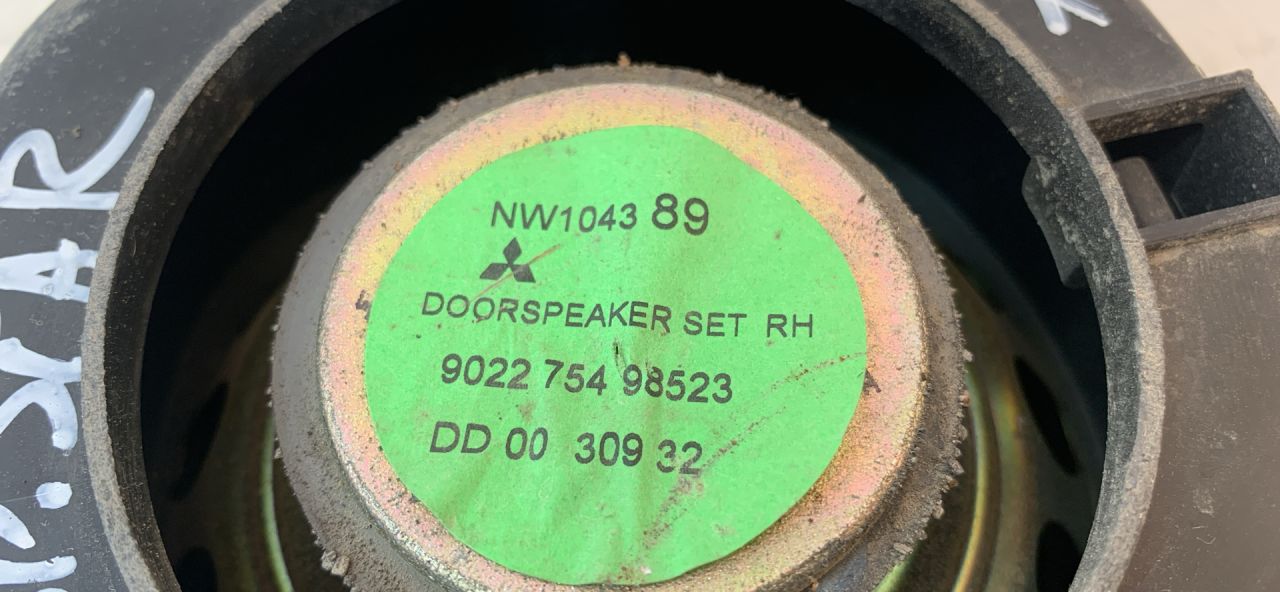 NW1043 89
DOORSPEAKER SET RH
9022 754 98523
DD 00 309 32